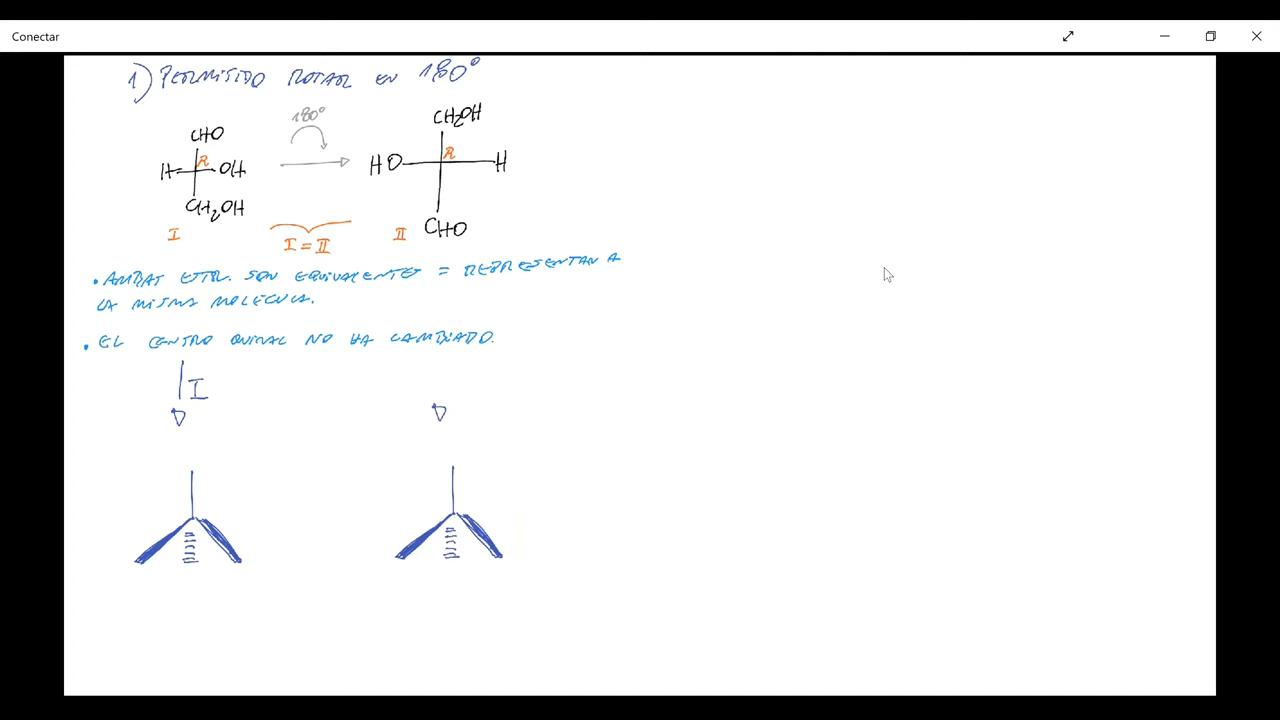 Conectar
1) PERMITIDO ROTAR EN 180°
180°
CHO
H R OH
CH2OH
I
I = II
CH2OH
HO R H
CHO
II
• AMBAS ESTR. SON EQUIVALENTES = REPRESENTAN A
LA MISMA MOLÉCULA.
• EL CENTRO QUIRAL NO HA CAMBIADO.
I